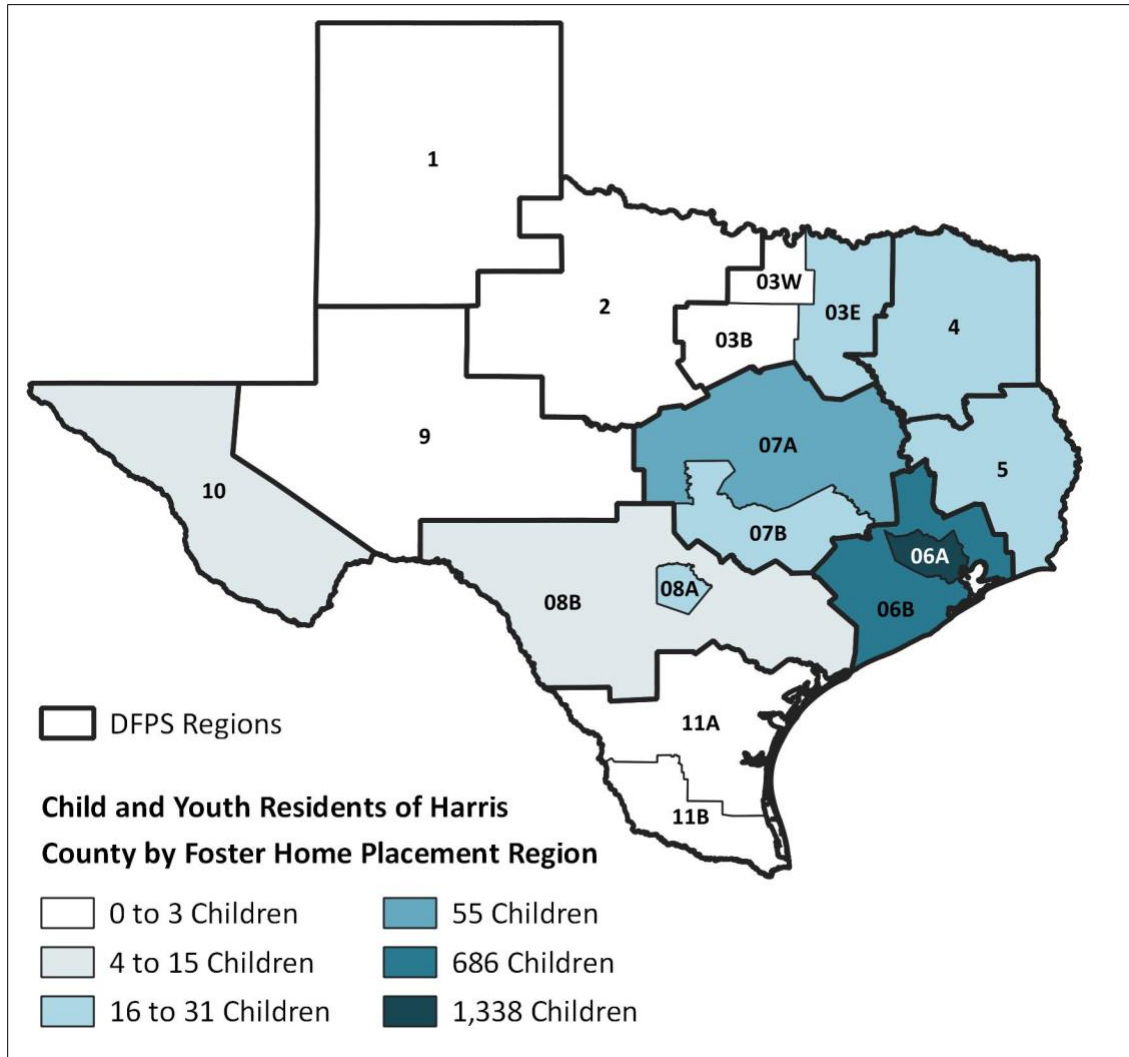 1
2
03W
03E
4
03B
9
07A
5
10
07B
06A
08A
08B
06B
11A
11B
DFPS Regions
Child and Youth Residents of Harris
County by Foster Home Placement Region
0 to 3 Children
4 to 15 Children
16 to 31 Children
55 Children
686 Children
1,338 Children